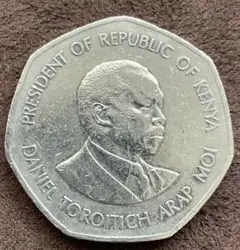 PRESIDENT OF REPUBLIC OF KENYA
DANIEL TOROITICH ARAP MOI